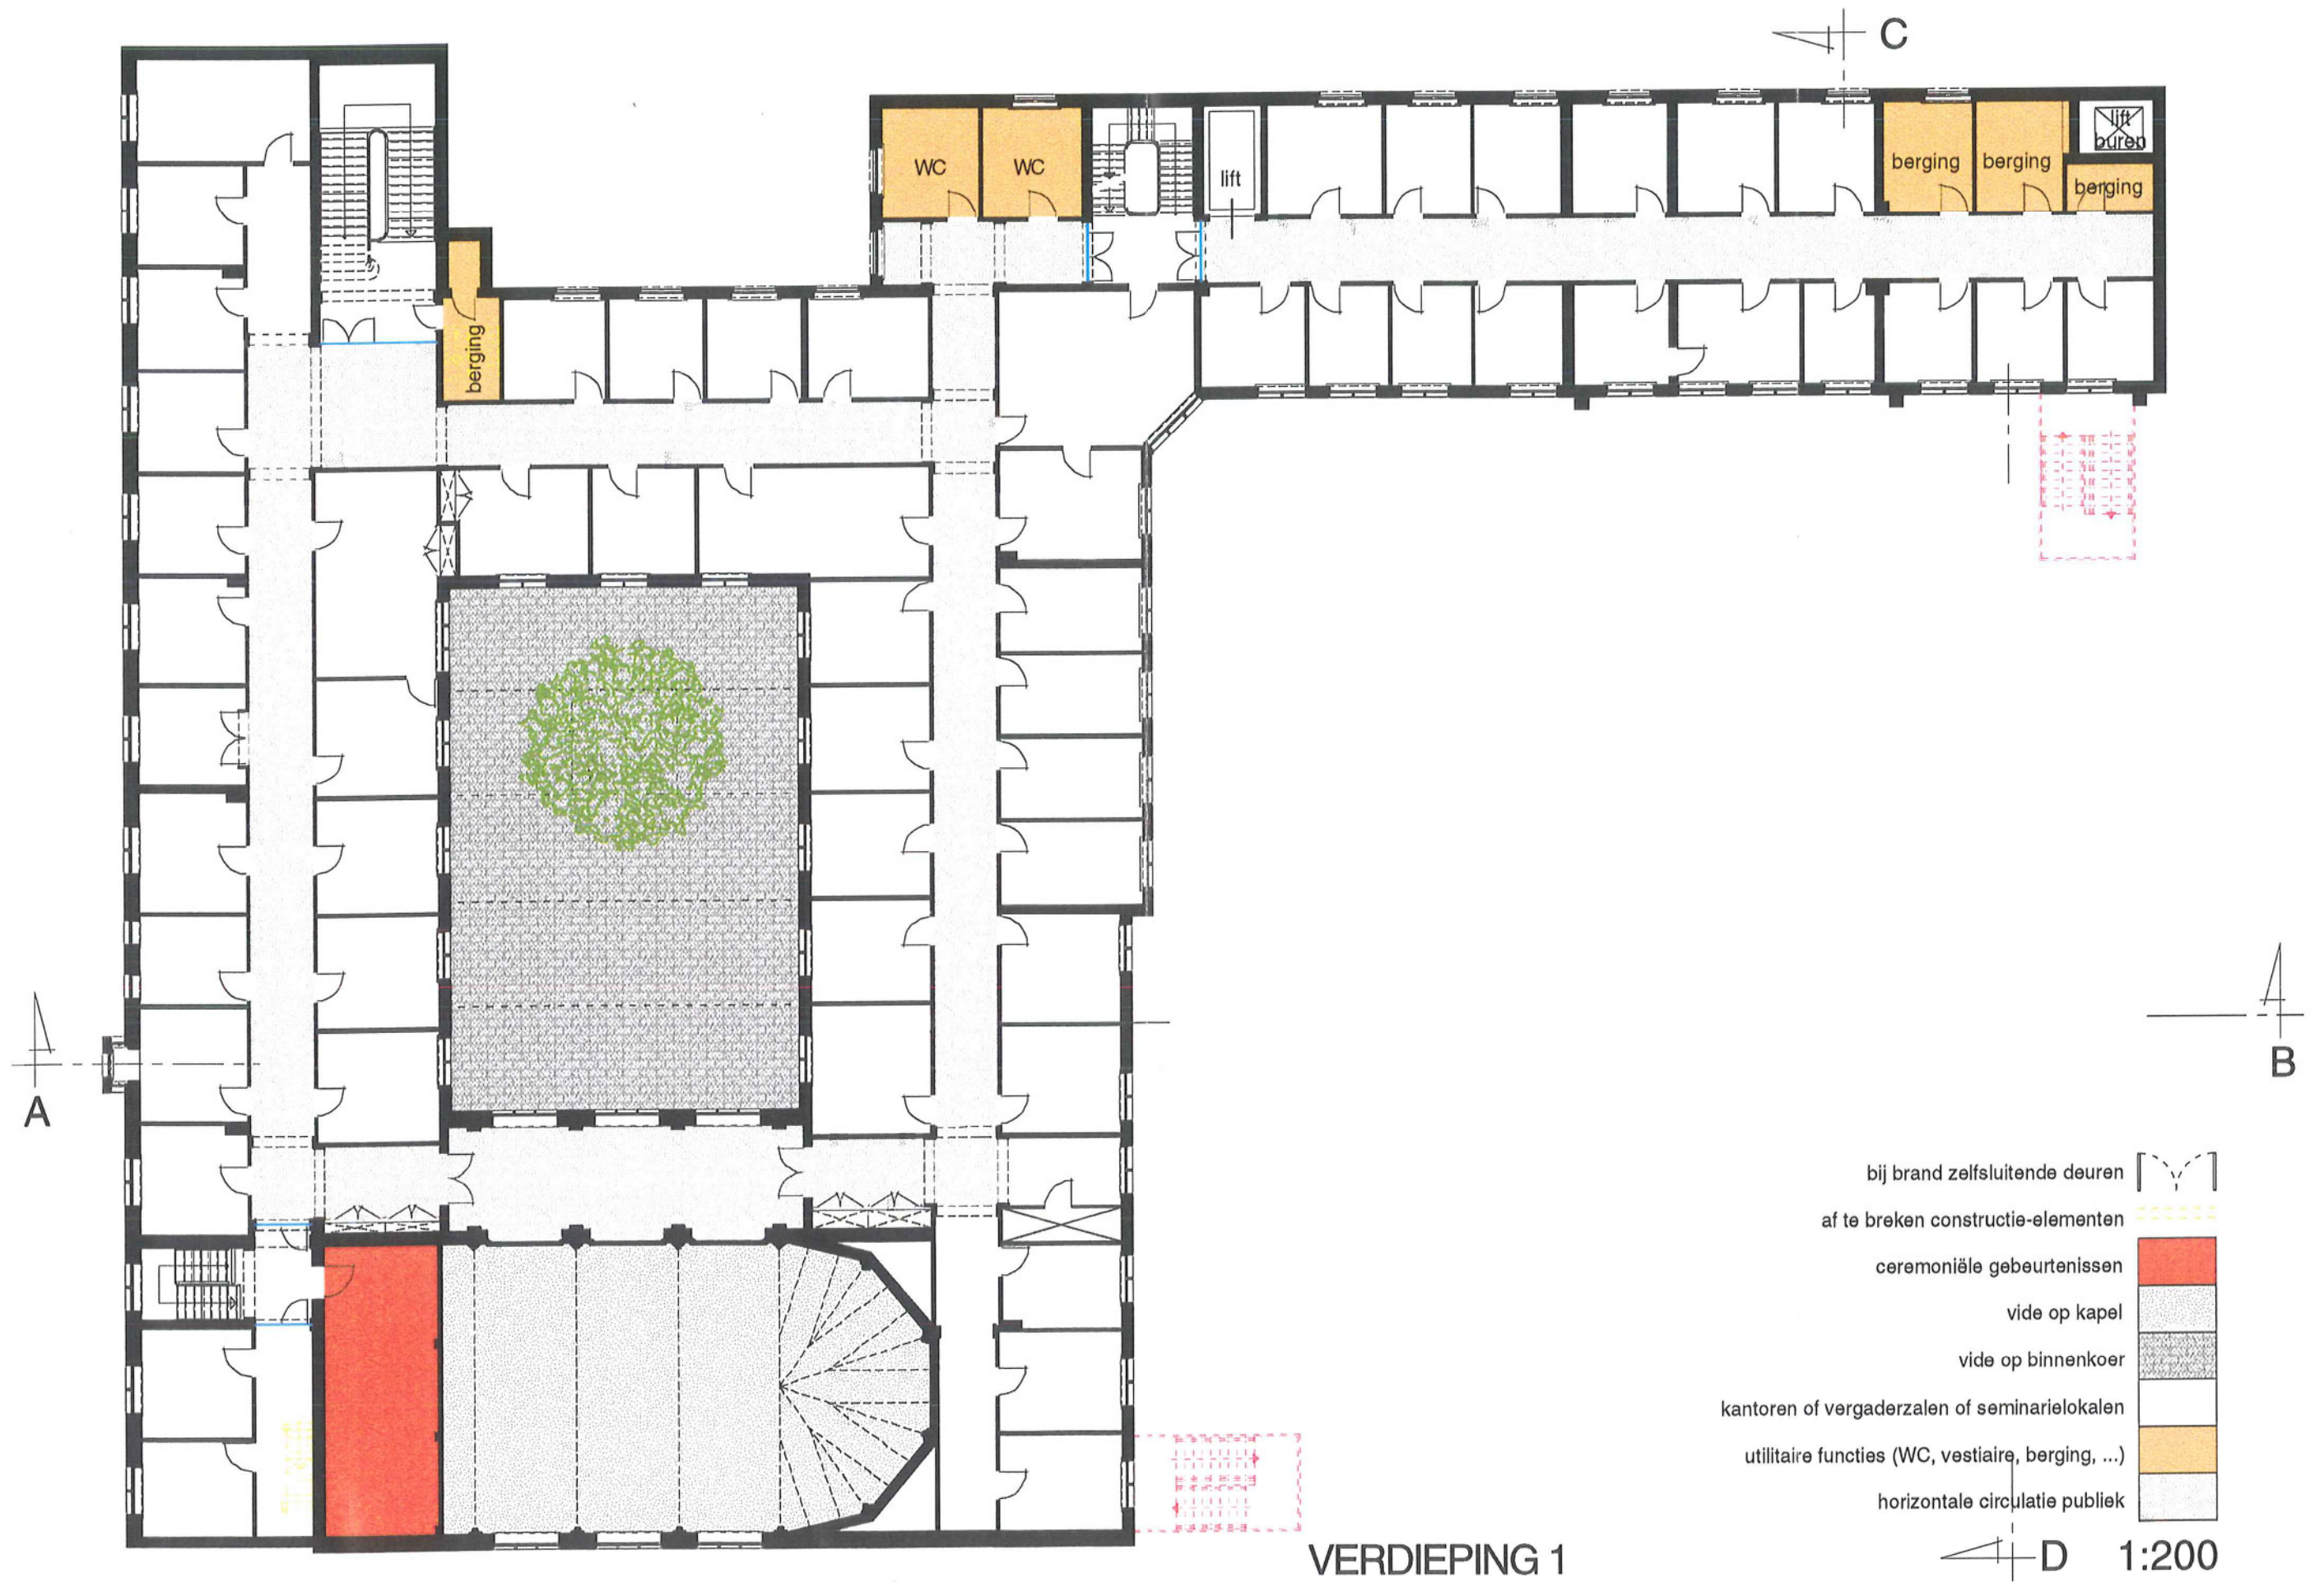 C
lift
buren
WC
WC
lift
berging
berging
berging
berging
A
B
bij brand zelfsluitende deuren
af te breken constructie-elementen
ceremoniële gebeurtenissen
vide op kapel
vide op binnenkoer
kantoren of vergaderzalen of seminarielokalen
utilitaire functies (WC, vestiaire, berging, ...)
horizontale circulatie publiek
VERDIEPING 1
D
1:200